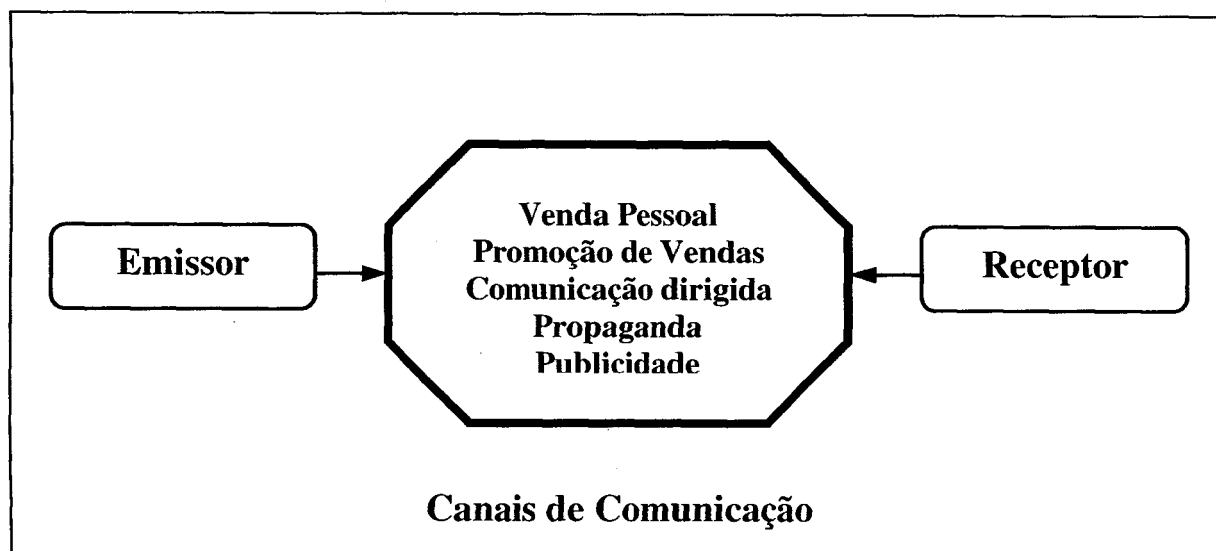 Emissor
Venda Pessoal
Promoção de Vendas
Comunicação dirigida
Propaganda
Publicidade
Receptor
Canais de Comunicação